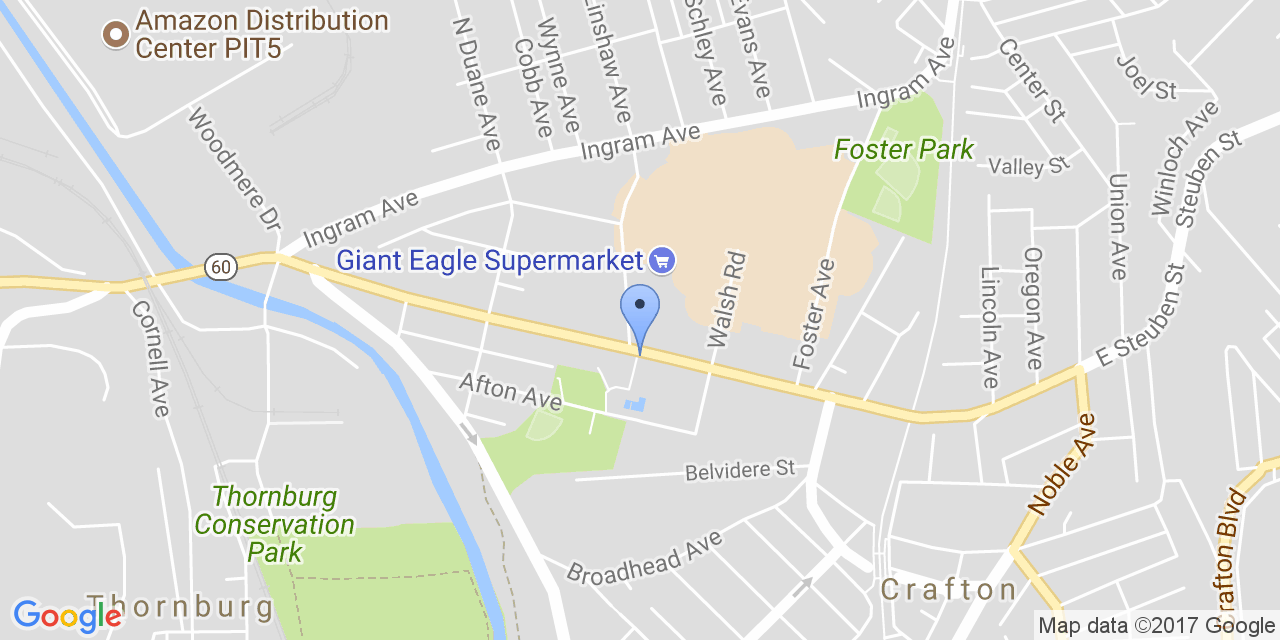 Amazon Distribution
Center PIT5
N Duane Ave
Cobb Ave
Wynne Ave
Linshaw Ave
Schley Ave
Evans Ave
Ingram Ave
Center St
Joel St
Woodmere Dr
Ingram Ave
Ingram Ave
Foster Park
Valley St
Union Ave
Winloch Ave
Steuben St
60
Giant Eagle Supermarket
Walsh Rd
Foster Ave
Lincoln Ave
Oregon Ave
E Steuben St
Cornell Ave
Afton Ave
Belvidere St
Noble Ave
Crafton Blvd
Thornburg
Conservation
Park
Broadhead Ave
Thornburg
Crafton
Google
Map data ©2017 Google